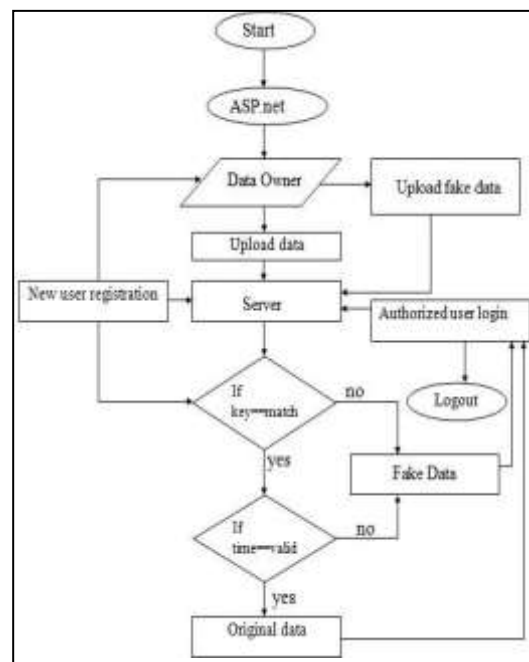 Start
ASP.net
Data Owner
Upload fake data
Upload data
New user registration
Server
Authorized user login
If
key==match
no
Logout
yes
Fake Data
If
time==valid
no
yes
Original data